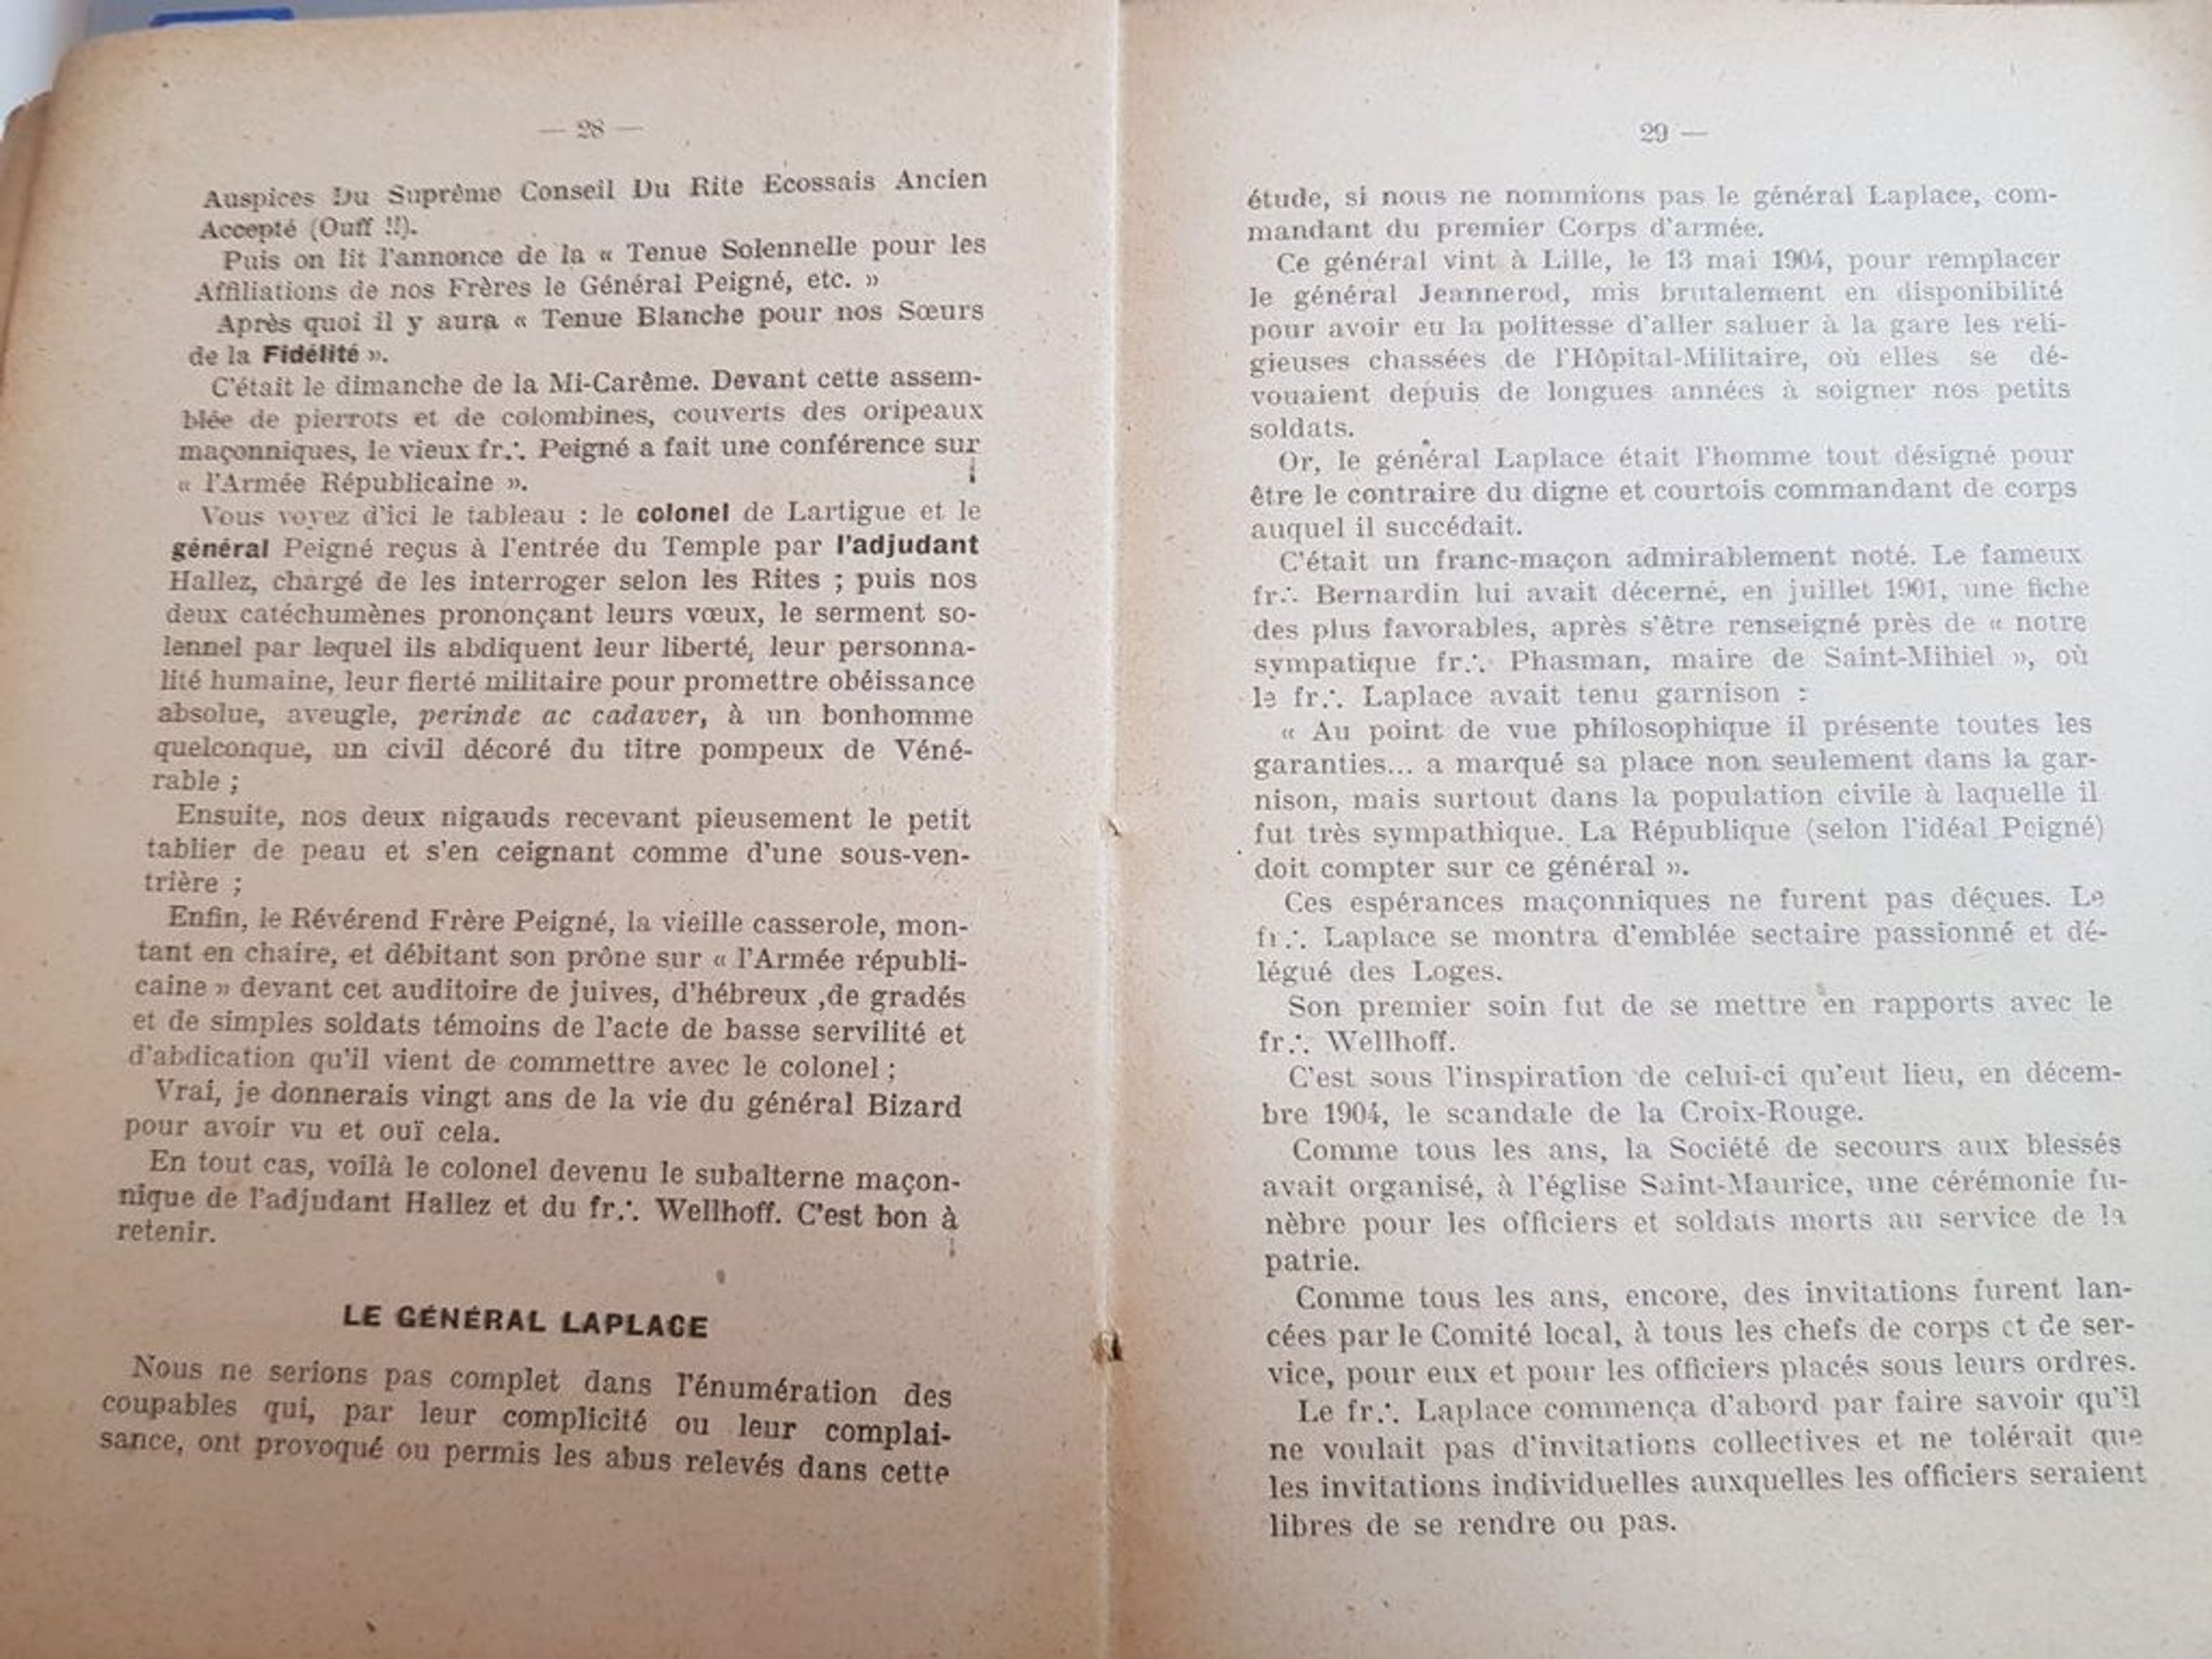 — 28 —
Auspices Du Suprême Conseil Du Rite Ecossais Ancien
Accepté (Ouff !!).
Puis on lit l'annonce de la « Tenue Solennelle pour les
Affiliations de nos Frères le Général Peigné, etc. »
Après quoi il y aura « Tenue Blanche pour nos Sœurs
de la Fidélité ».
C'était le dimanche de la Mi-Carême. Devant cette assem-
blée de pierrots et de colombines, couverts des oripeaux
maçonniques, le vieux fr∴ Peigné a fait une conférence sur
« l'Armée Républicaine ».
Vous voyez d'ici le tableau : le colonel de Lartigue et le
général Peigné reçus à l'entrée du Temple par l'adjudant
Hallez, chargé de les interroger selon les Rites ; puis nos
deux catéchumènes prononçant leurs vœux, le serment so-
lennel par lequel ils abdiquent leur liberté, leur personna-
lité humaine, leur fierté militaire pour promettre obéissance
absolue, aveugle, perinde ac cadaver, à un bonhomme
quelconque, un civil décoré du titre pompeux de Véné-
rable ;
Ensuite, nos deux nigauds recevant pieusement le petit
tablier de peau et s'en ceignant comme d'une sous-ven-
trière ;
Enfin, le Révérend Frère Peigné, la vieille casserole, mon-
tant en chaire, et débitant son prône sur « l'Armée républi-
caine » devant cet auditoire de juives, d'hébreux ,de gradés
et de simples soldats témoins de l'acte de basse servilité et
d'abdication qu'il vient de commettre avec le colonel ;
Vrai, je donnerais vingt ans de la vie du général Bizard
pour avoir vu et ouï cela.
En tout cas, voilà le colonel devenu le subalterne maçon-
nique de l'adjudant Hallez et du fr∴ Wellhoff. C'est bon à
retenir.
LE GÉNÉRAL LAPLACE
Nous ne serions pas complet dans l'énumération des
coupables qui, par leur complicité ou leur complai-
sance, ont provoqué ou permis les abus relevés dans cette
29 —
étude, si nous ne nommions pas le général Laplace, com-
mandant du premier Corps d'armée.
Ce général vint à Lille, le 13 mai 1904, pour remplacer
le général Jeannerod, mis brutalement en disponibilité
pour avoir eu la politesse d'aller saluer à la gare les reli-
gieuses chassées de l'Hôpital-Militaire, où elles se dé-
vouaient depuis de longues années à soigner nos petits
soldats.
Or, le général Laplace était l'homme tout désigné pour
être le contraire du digne et courtois commandant de corps
auquel il succédait.
C'était un franc-maçon admirablement noté. Le fameux
fr∴ Bernardin lui avait décerné, en juillet 1901, une fiche
des plus favorables, après s'être renseigné près de « notre
sympatique fr∴ Phasman, maire de Saint-Mihiel », où
le fr∴ Laplace avait tenu garnison :
« Au point de vue philosophique il présente toutes les
garanties... a marqué sa place non seulement dans la gar-
nison, mais surtout dans la population civile à laquelle il
fut très sympathique. La République (selon l'idéal Peigné)
doit compter sur ce général ».
Ces espérances maçonniques ne furent pas déçues. Le
fr∴ Laplace se montra d'emblée sectaire passionné et dé-
légué des Loges.
Son premier soin fut de se mettre en rapports avec le
fr∴ Wellhoff.
C'est sous l'inspiration de celui-ci qu'eut lieu, en décem-
bre 1904, le scandale de la Croix-Rouge.
Comme tous les ans, la Société de secours aux blessés
avait organisé, à l'église Saint-Maurice, une cérémonie fu-
nèbre pour les officiers et soldats morts au service de la
patrie.
Comme tous les ans, encore, des invitations furent lan-
cées par le Comité local, à tous les chefs de corps et de ser-
vice, pour eux et pour les officiers placés sous leurs ordres.
Le fr∴ Laplace commença d'abord par faire savoir qu'il
ne voulait pas d'invitations collectives et ne tolérait que
les invitations individuelles auxquelles les officiers seraient
libres de se rendre ou pas.